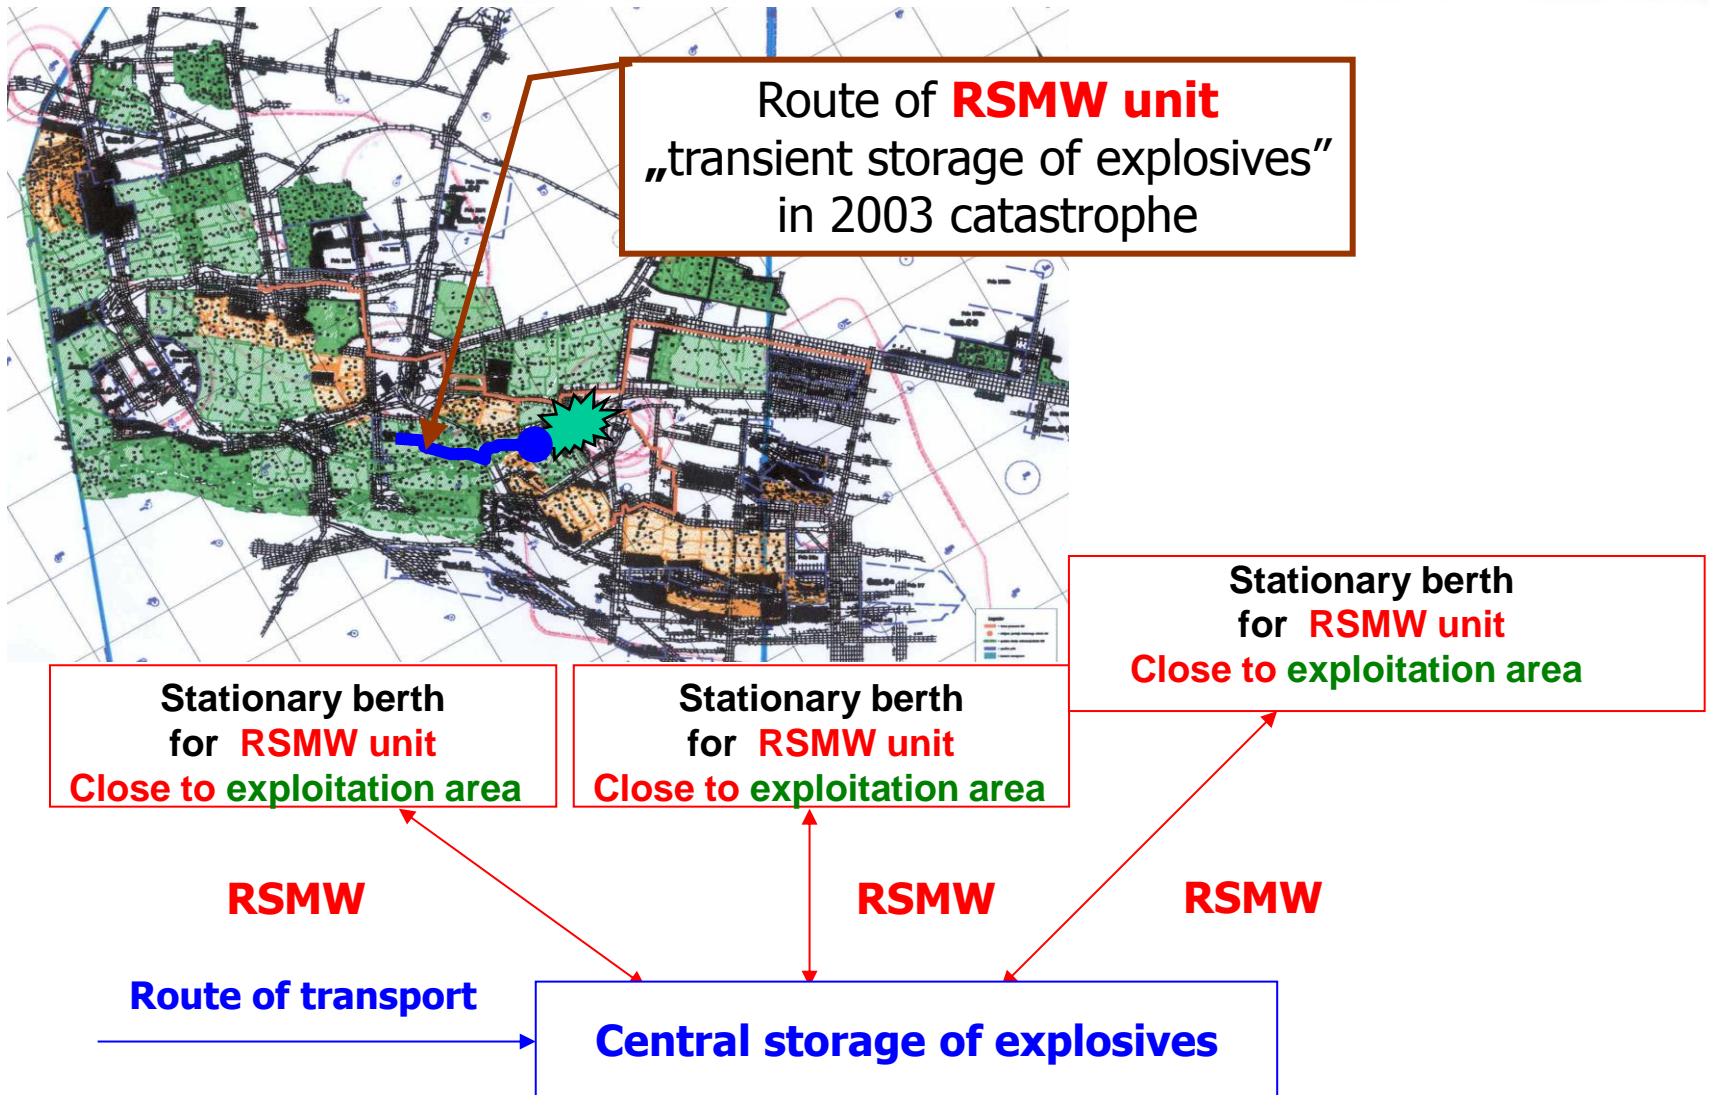 Route of RSMW unit
„transient storage of explosives”
in 2003 catastrophe
Stationary berth
for RSMW unit
Close to exploitation area
Stationary berth
for RSMW unit
Close to exploitation area
Stationary berth
for RSMW unit
Close to exploitation area
RSMW
RSMW
RSMW
Route of transport
Central storage of explosives